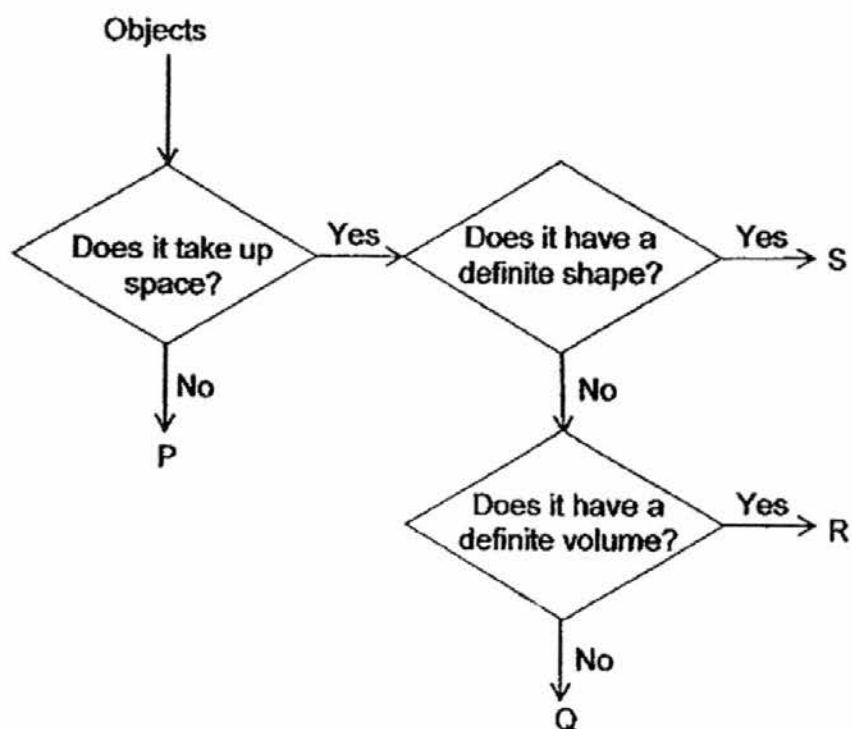 Objects
Does it take up
space?
Yes
Does it have a
definite shape?
Yes
S
No
P
No
Does it have a
definite volume?
Yes
R
No
Q